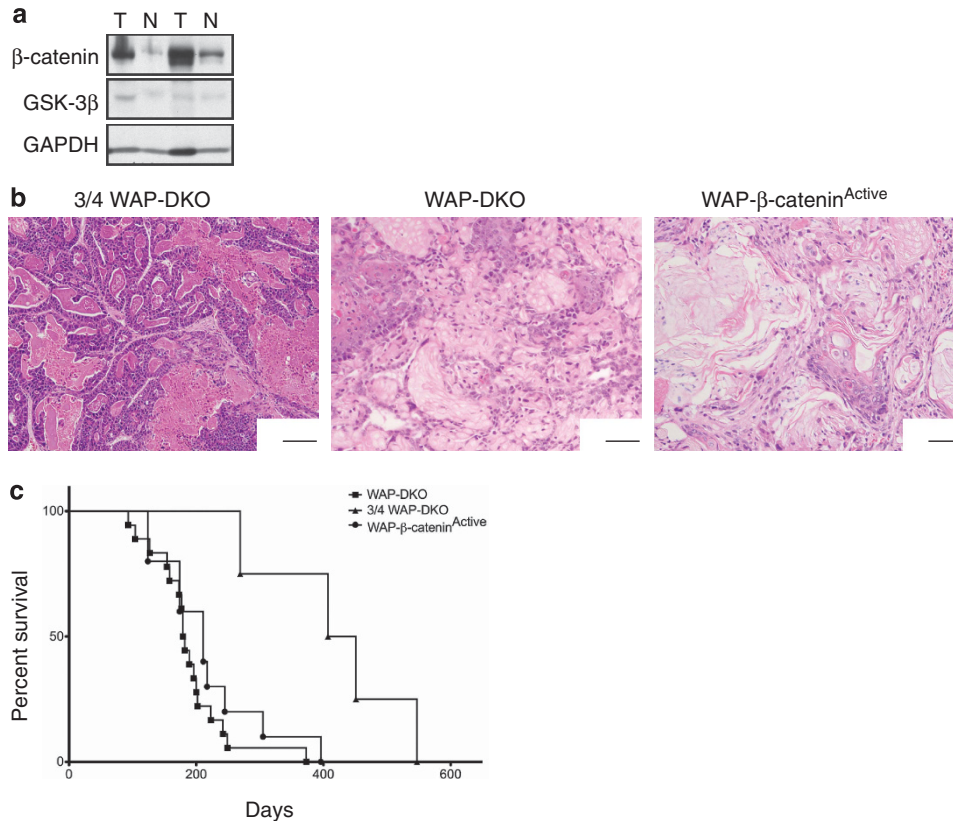 a
T N T N
β-catenin
GSK-3β
GAPDH
b
3/4 WAP-DKO WAP-DKO WAP-β-catenin^Active
c
WAP-DKO
3/4 WAP-DKO
WAP-β-catenin^Active
100
50
0
0 200 400 600
Percent survival
Days